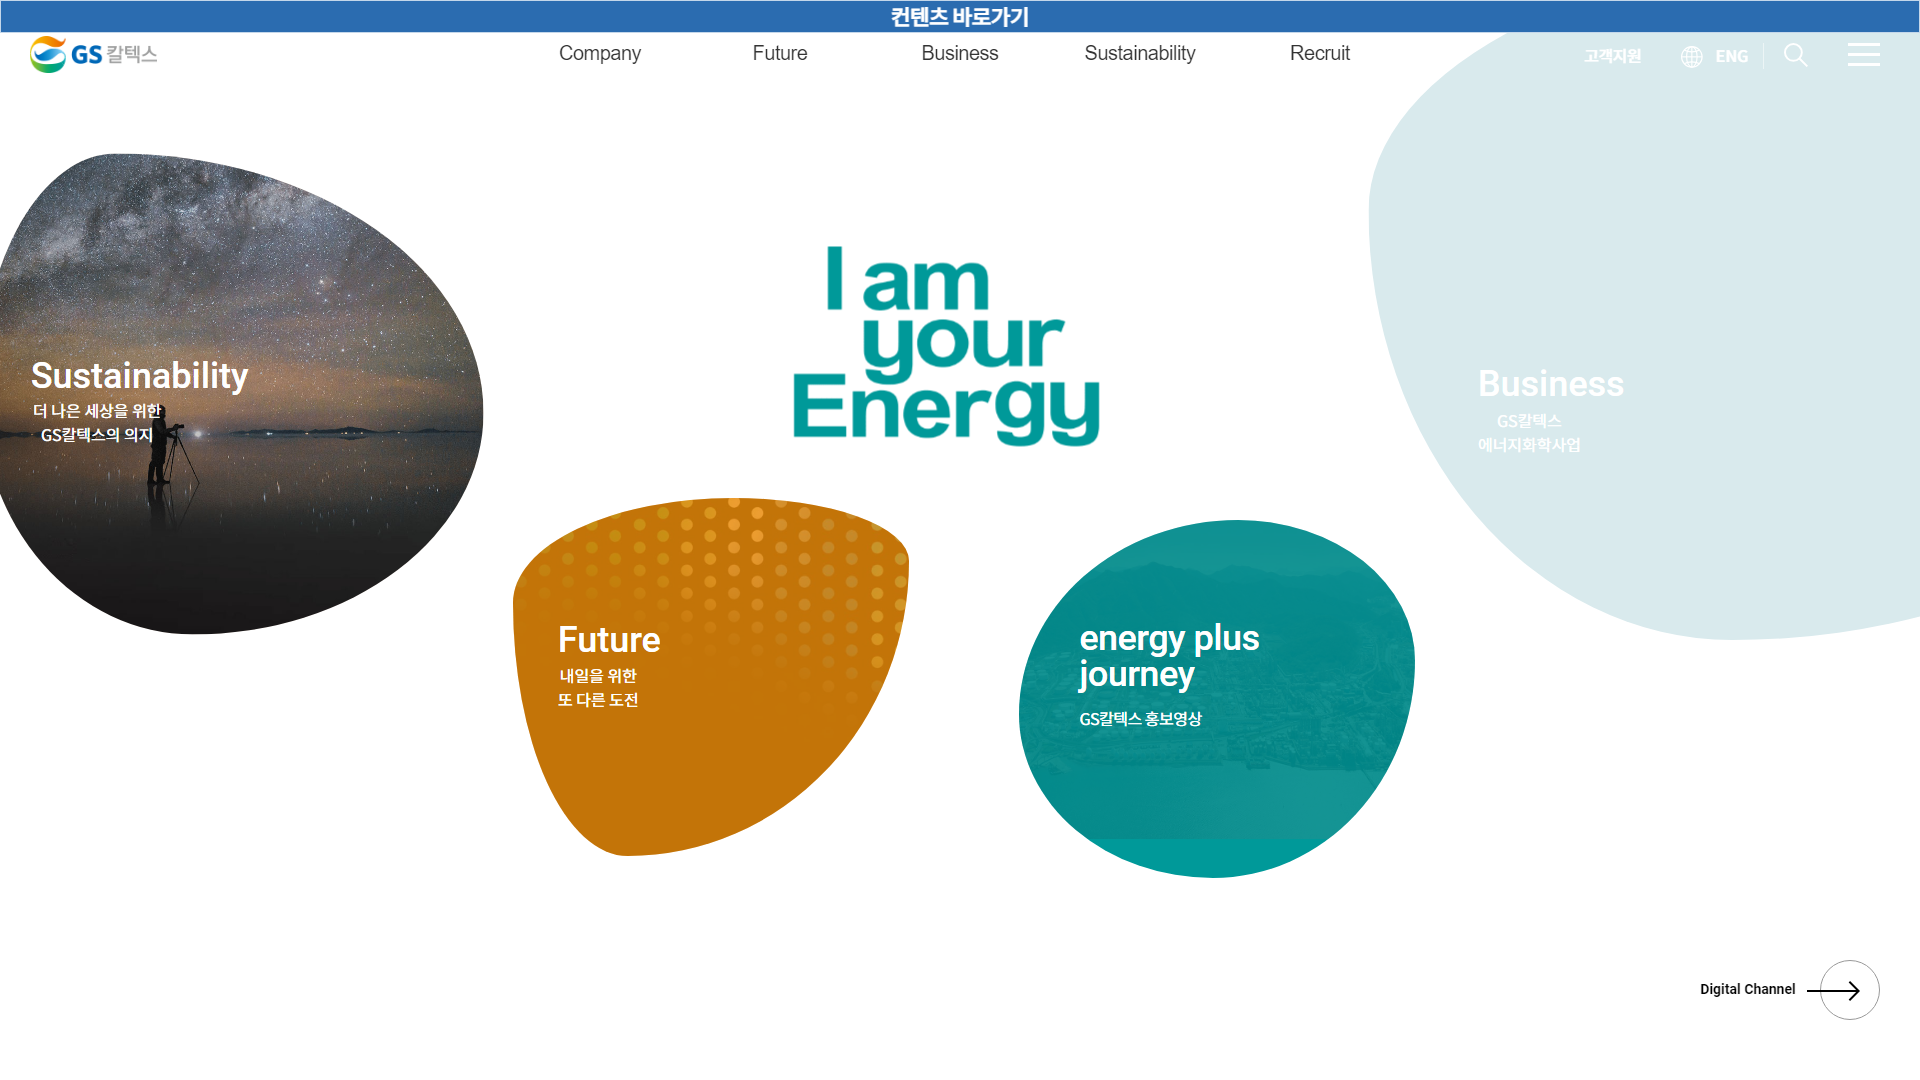 컨텐츠 바로가기
GS 칼텍스
Company
Future
Business
Sustainability
Recruit
고객지원
ENG
I am
your
Energy
Sustainability
더 나은 세상을 위한
GS칼텍스의 의지
Business
GS칼텍스
에너지화학사업
Future
내일을 위한
또 다른 도전
energy plus
journey
GS칼텍스 홍보영상
Digital Channel